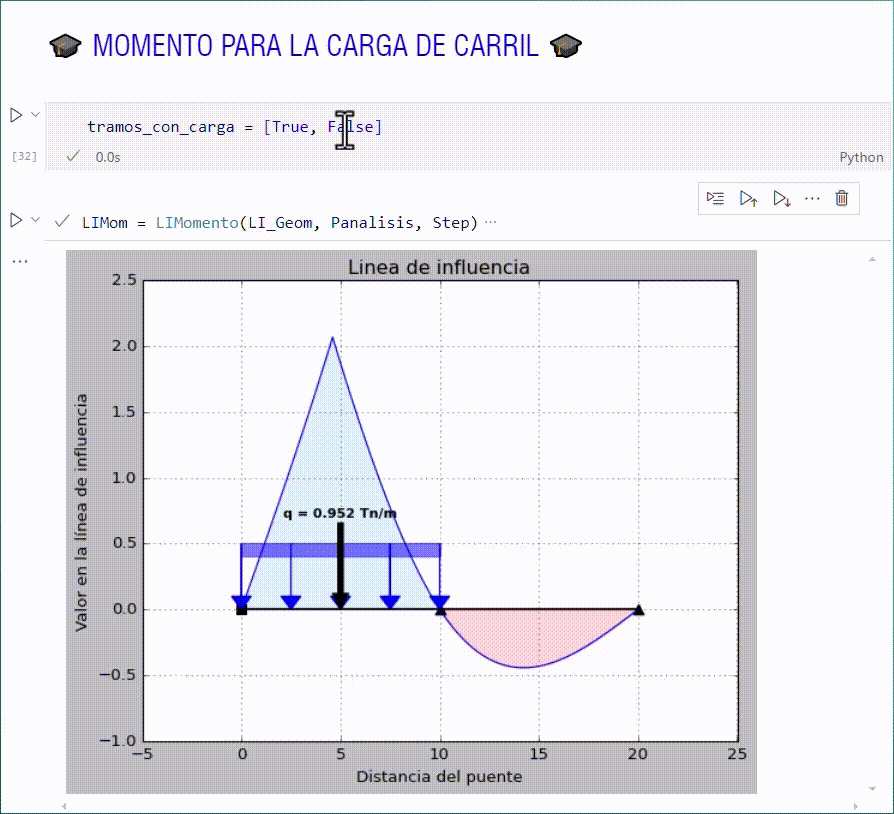 🎓 MOMENTO PARA LA CARGA DE CARRIL 🎓
tramos_con_carga = [True, False]
[32]
0.0s
Python
LIMom = LIMomento(LI_Geom, Panalisis, Step) ...
...
Linea de influencia
2.5
2.0
1.5
1.0
q = 0.952 Tn/m
0.5
0.0
−0.5
−1.0
−5 0 5 10 15 20 25
Valor en la línea de influencia
Distancia del puente